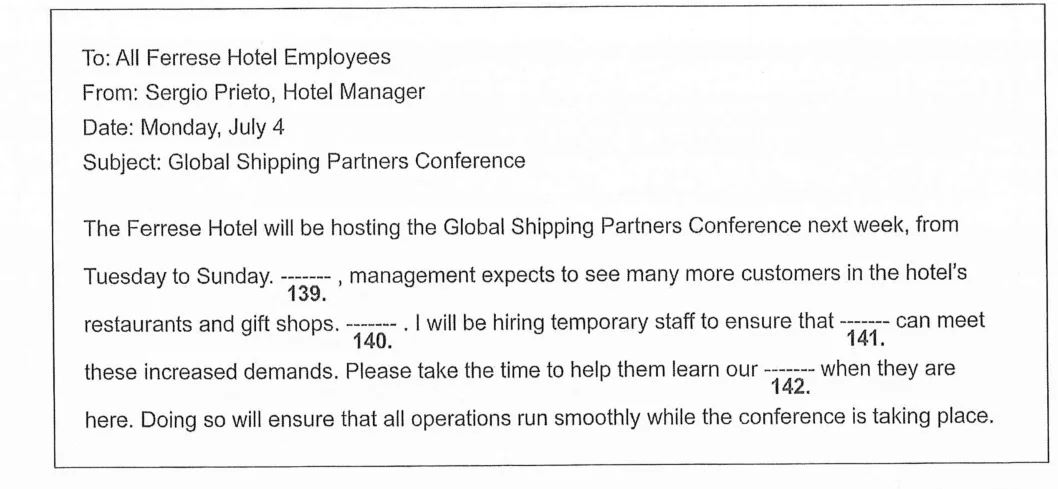 To: All Ferrese Hotel Employees
From: Sergio Prieto, Hotel Manager
Date: Monday, July 4
Subject: Global Shipping Partners Conference
The Ferrese Hotel will be hosting the Global Shipping Partners Conference next week, from
Tuesday to Sunday. ------- , management expects to see many more customers in the hotel's
139.
restaurants and gift shops. ------- . I will be hiring temporary staff to ensure that ------- can meet
140. 141.
these increased demands. Please take the time to help them learn our ------- when they are
142.
here. Doing so will ensure that all operations run smoothly while the conference is taking place.